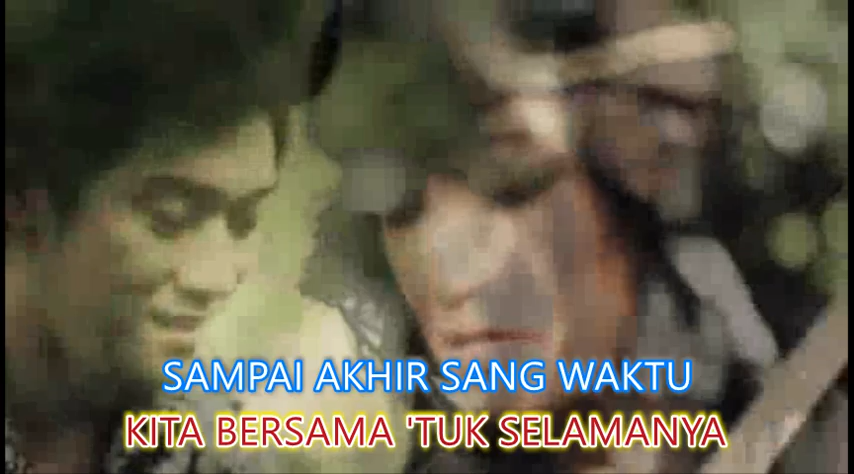 SAMPAI AKHIR SANG WAKTU
KITA BERSAMA 'TUK SELAMANYA